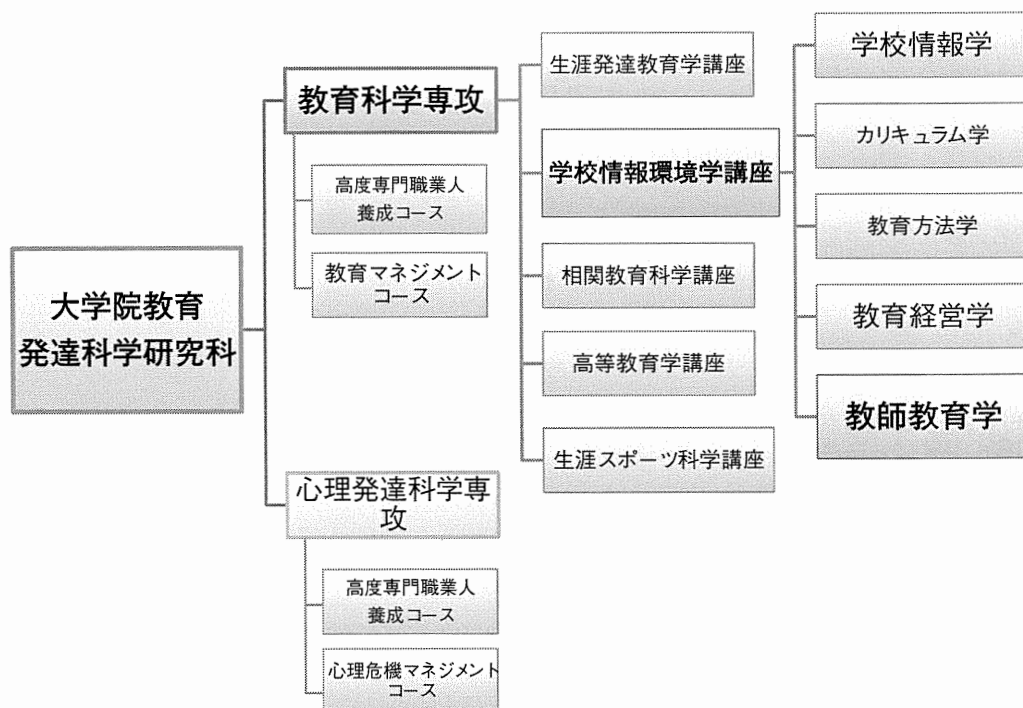 大学院教育
発達科学研究科
教育科学専攻
高度専門職業人
養成コース
教育マネジメント
コース
心理発達科学専
攻
高度専門職業人
養成コース
心理危機マネジメント
コース
生涯発達教育学講座
学校情報環境学講座
相関教育科学講座
高等教育学講座
生涯スポーツ科学講座
学校情報学
カリキュラム学
教育方法学
教育経営学
教師教育学